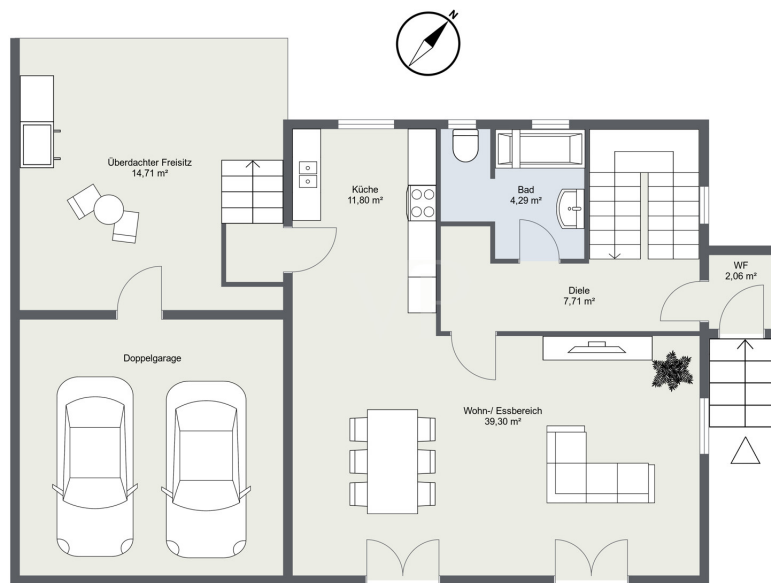 N
Überdachter Freisitz
14,71 m²
Küche
11,80 m²
Bad
4,29 m²
WF
2,06 m²
Diele
7,71 m²
Doppelgarage
Wohn-/ Essbereich
39,30 m²